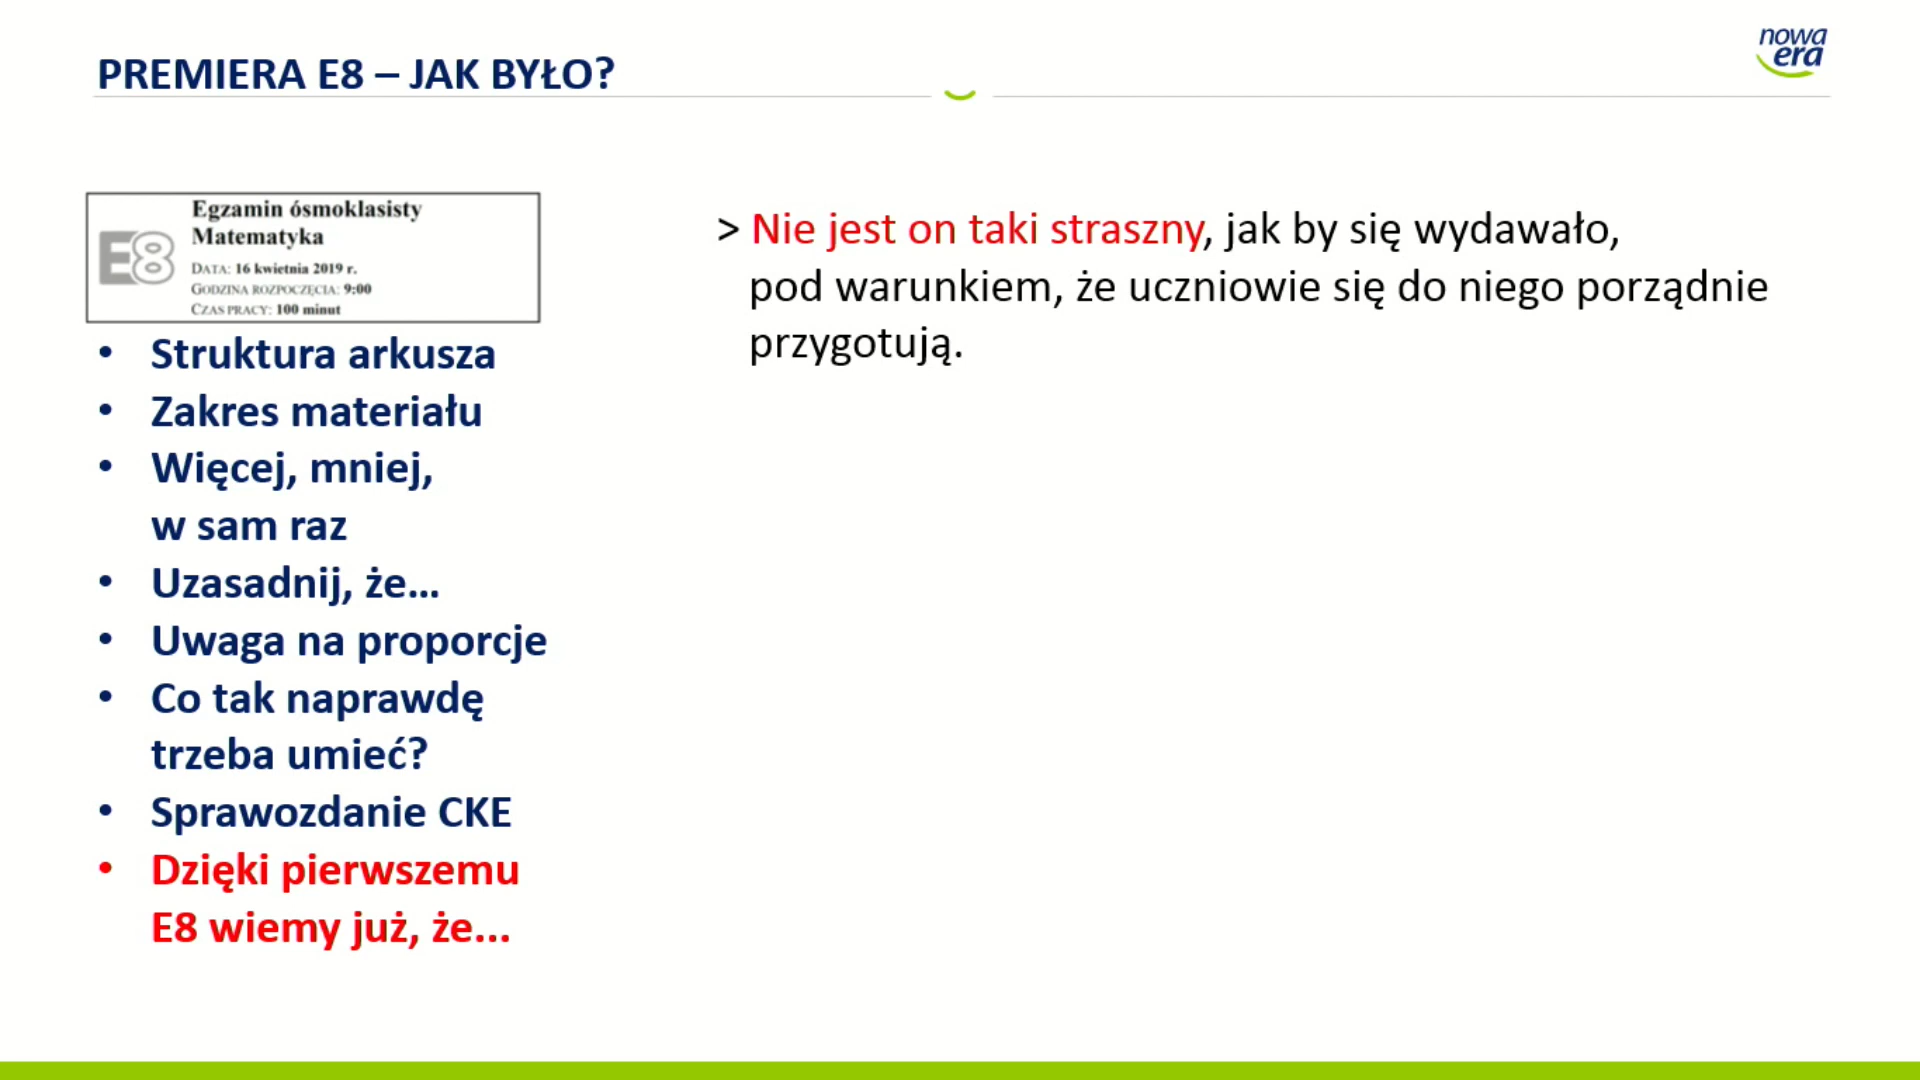 PREMIERA E8 – JAK BYŁO?
nowa
era
Egzamin ósmoklasisty
Matematyka
E8
DATA: 16 kwietnia 2019 r.
GODZINA ROZPOCZĘCIA: 9:00
CZAS PRACY: 100 minut
• Struktura arkusza
• Zakres materiału
• Więcej, mniej,
w sam raz
• Uzasadnij, że...
• Uwaga na proporcje
• Co tak naprawdę
trzeba umieć?
• Sprawozdanie CKE
• Dzięki pierwszemu
E8 wiemy już, że...
> Nie jest on taki straszny, jak by się wydawało,
pod warunkiem, że uczniowie się do niego porządnie
przygotują.